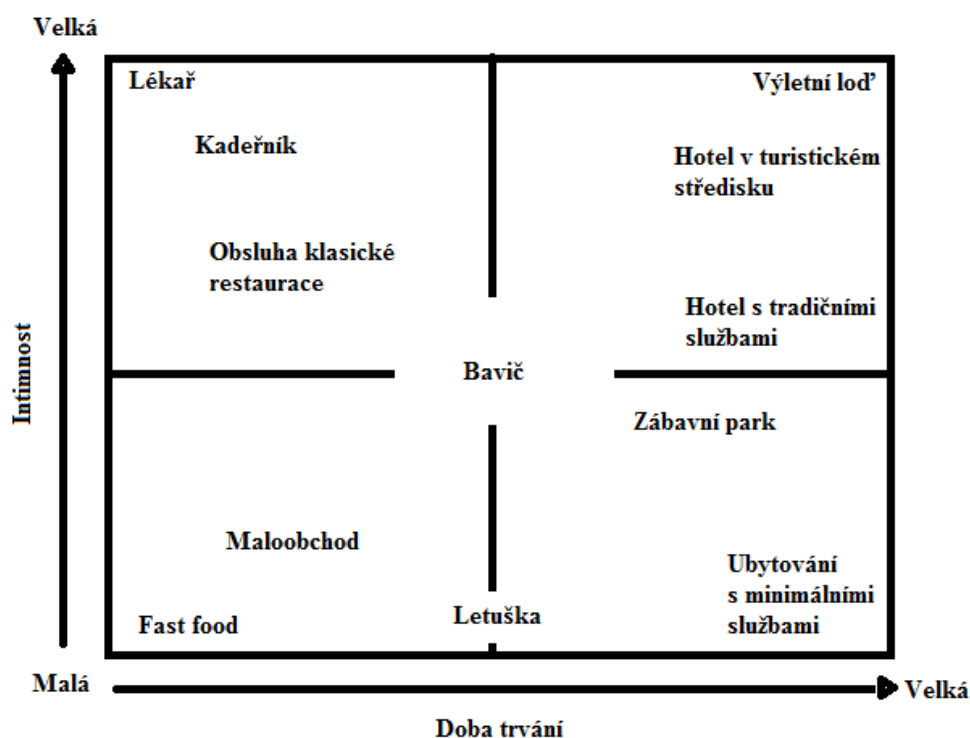 Velká
Lékař
Výletní loď
Kadeřník
Hotel v turistickém
středisku
Obsluha klasické
restaurace
Hotel s tradičními
službami
Intimnost
Bavič
Zábavní park
Maloobchod
Ubytování
s minimálními
službami
Letuška
Fast food
Malá
Velká
Doba trvání